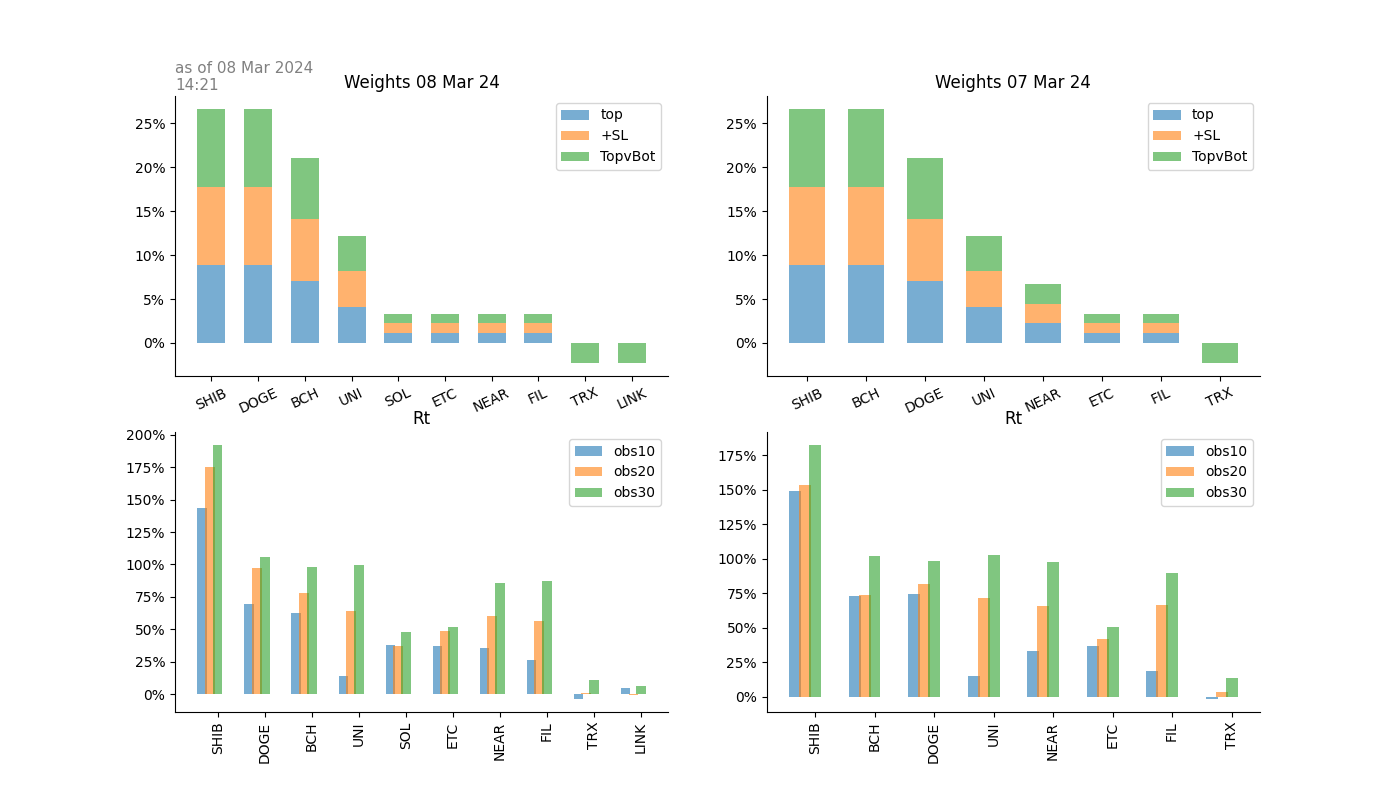 as of 08 Mar 2024
14:21
Weights 08 Mar 24
25%
20%
15%
10%
5%
0%
top
+SL
TopvBot
SHIB
DOGE
BCH
UNI
SOL
ETC
NEAR
FIL
TRX
LINK
Weights 07 Mar 24
25%
20%
15%
10%
5%
0%
top
+SL
TopvBot
SHIB
BCH
DOGE
UNI
NEAR
ETC
FIL
TRX
Rt
200%
175%
150%
125%
100%
75%
50%
25%
0%
obs10
obs20
obs30
SHIB
DOGE
BCH
UNI
SOL
ETC
NEAR
FIL
TRX
LINK
Rt
175%
150%
125%
100%
75%
50%
25%
0%
obs10
obs20
obs30
SHIB
BCH
DOGE
UNI
NEAR
ETC
FIL
TRX